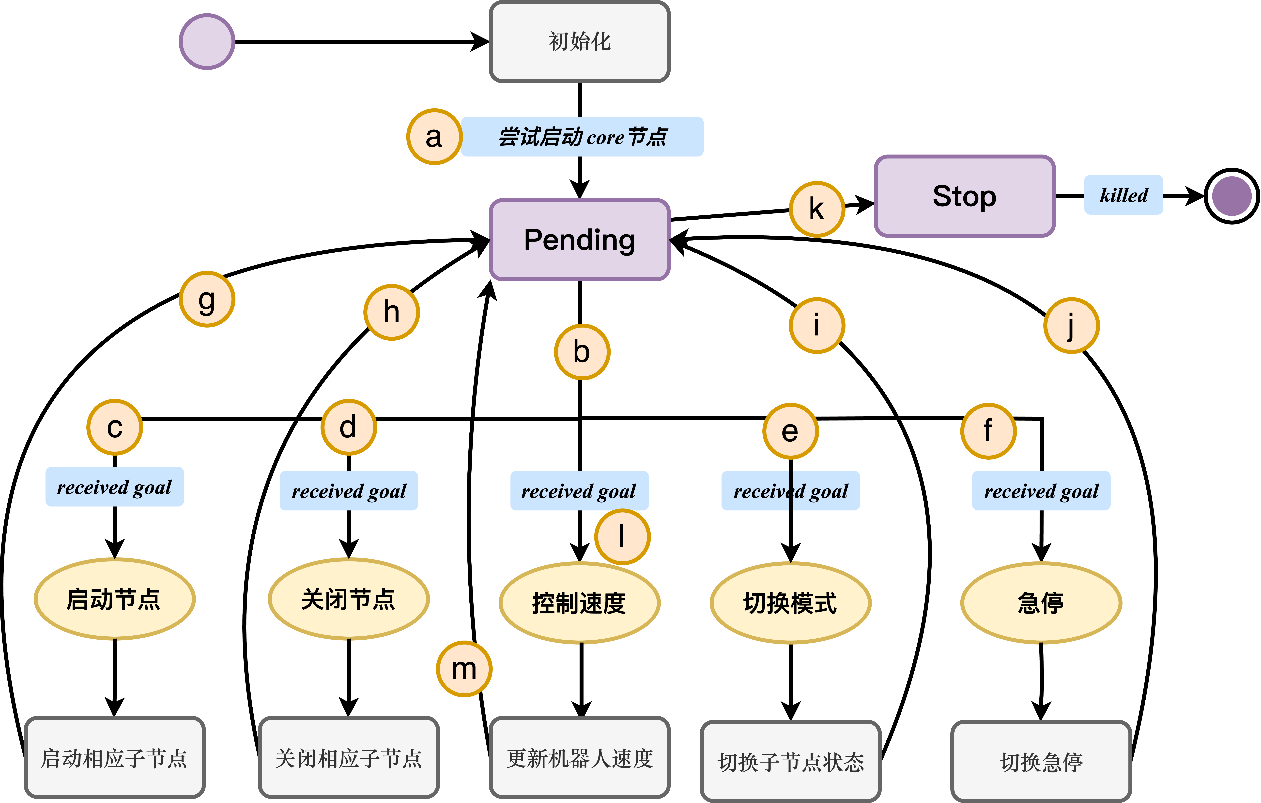 初始化
a
尝试启动 core节点
Stop
killed
k
Pending
g
h
i
j
b
c
d
e
f
received goal
received goal
received goal
received goal
received goal
l
启动节点
关闭节点
控制速度
切换模式
急停
m
启动相应子节点
关闭相应子节点
更新机器人速度
切换子节点状态
切换急停